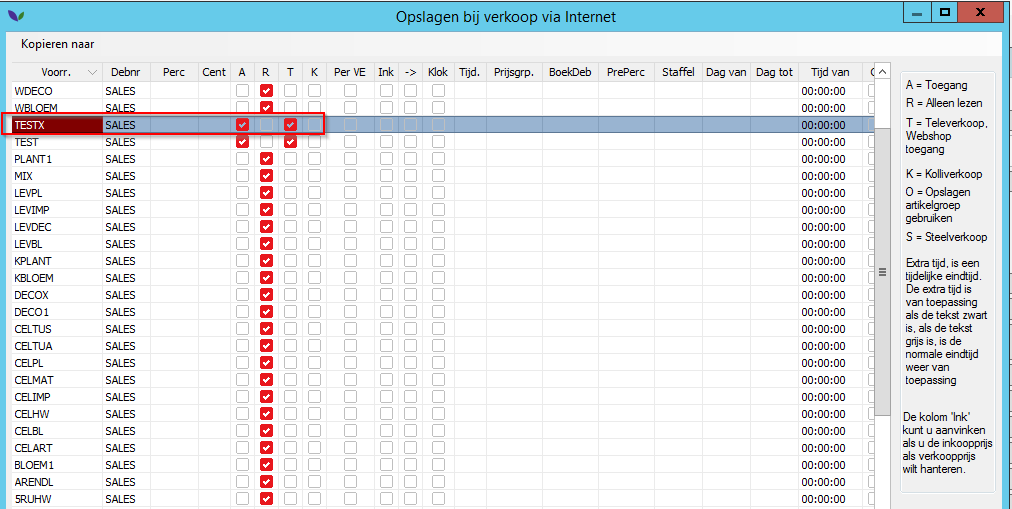 Opslagen bij verkoop via Internet
X
Kopieren naar
Voorr. Debnr Perc Cent A R T K Per VE Ink -> Klok Tijd. Prijsgrp. BoekDeb PrePerc Staffel Dag van Dag tot Tijd van
WDECO SALES 00:00:00
WBLOEM SALES 00:00:00
TESTX SALES 00:00:00
TEST SALES 00:00:00
PLANT1 SALES 00:00:00
MIX SALES 00:00:00
LEVPL SALES 00:00:00
LEVIMP SALES 00:00:00
LEVDEC SALES 00:00:00
LEVBL SALES 00:00:00
KPLANT SALES 00:00:00
KBLOEM SALES 00:00:00
DECOX SALES 00:00:00
DECO1 SALES 00:00:00
CELTUS SALES 00:00:00
CELTUA SALES 00:00:00
CELPL SALES 00:00:00
CELMAT SALES 00:00:00
CELIMP SALES 00:00:00
CELHW SALES 00:00:00
CELBL SALES 00:00:00
CELART SALES 00:00:00
BLOEM1 SALES 00:00:00
ARENDL SALES 00:00:00
5RUHW SALES 00:00:00
A = Toegang
R = Alleen lezen
T = Televerkoop,
Webshop
toegang
K = Kolliverkoop
O = Opslagen
artikelgroep
gebruiken
S = Steelverkoop
Extra tijd, is een
tijdelijke eindtijd.
De extra tijd is
van toepassing
als de tekst zwart
is, als de tekst
grijs is, is de
normale eindtijd
weer van
toepassing
De kolom 'Ink'
kunt u aanvinken
als u de inkoopprijs
als verkoopprijs
wilt hanteren.